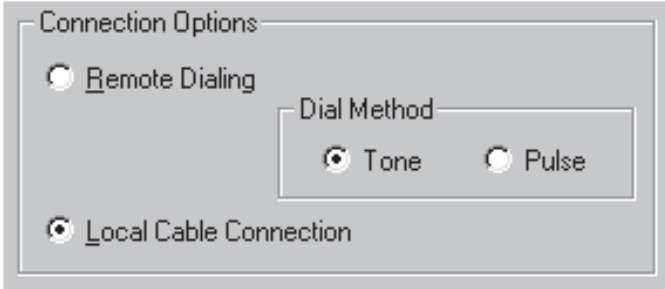 Connection Options
Remote Dialing
Dial Method
Tone Pulse
Local Cable Connection